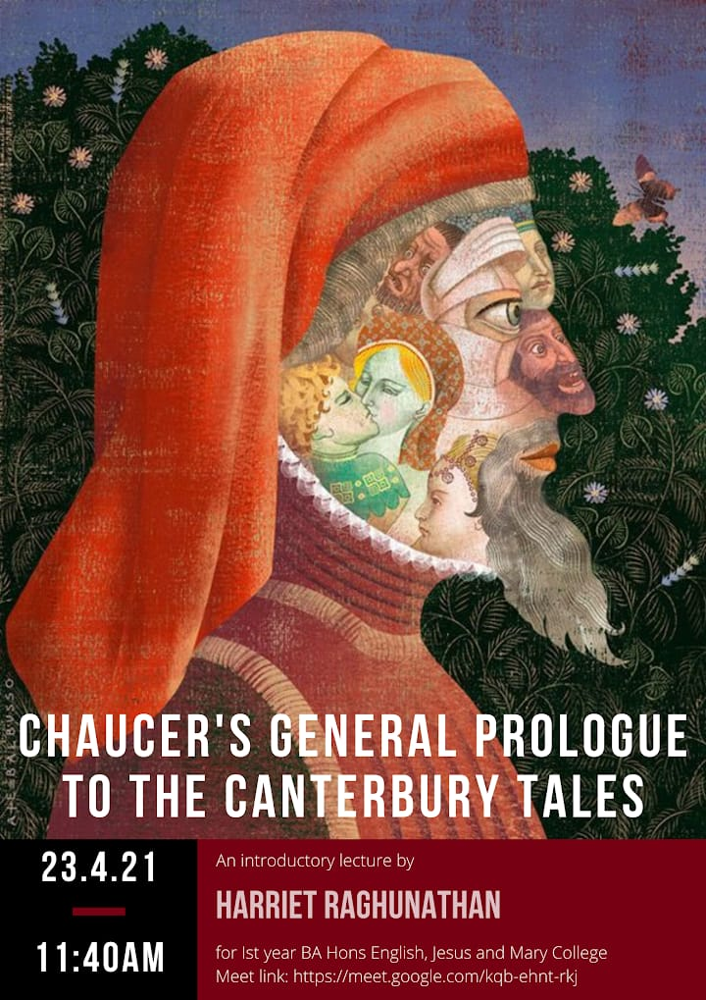 CHAUCER'S GENERAL PROLOGUE
TO THE CANTERBURY TALES
23.4.21
11:40AM
An introductory lecture by
HARRIET RAGHUNATHAN
for Ist year BA Hons English, Jesus and Mary College
Meet link: https://meet.google.com/kqb-ehnt-rkj